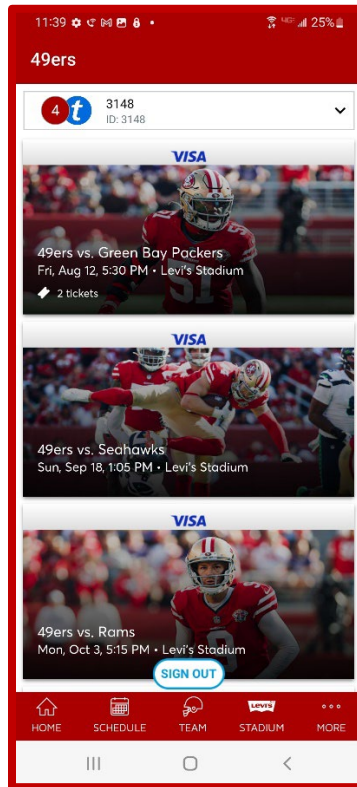 11:39
4G 25%
49ers
4 t 3148
ID: 3148
VISA
49ers vs. Green Bay Packers
Fri, Aug 12, 5:30 PM • Levi's Stadium
2 tickets
51
VISA
49ers vs. Seahawks
Sun, Sep 18, 1:05 PM • Levi's Stadium
VISA
49ers vs. Rams
Mon, Oct 3, 5:15 PM • Levi's Stadium
SIGN OUT
HOME SCHEDULE TEAM LEVI'S STADIUM MORE